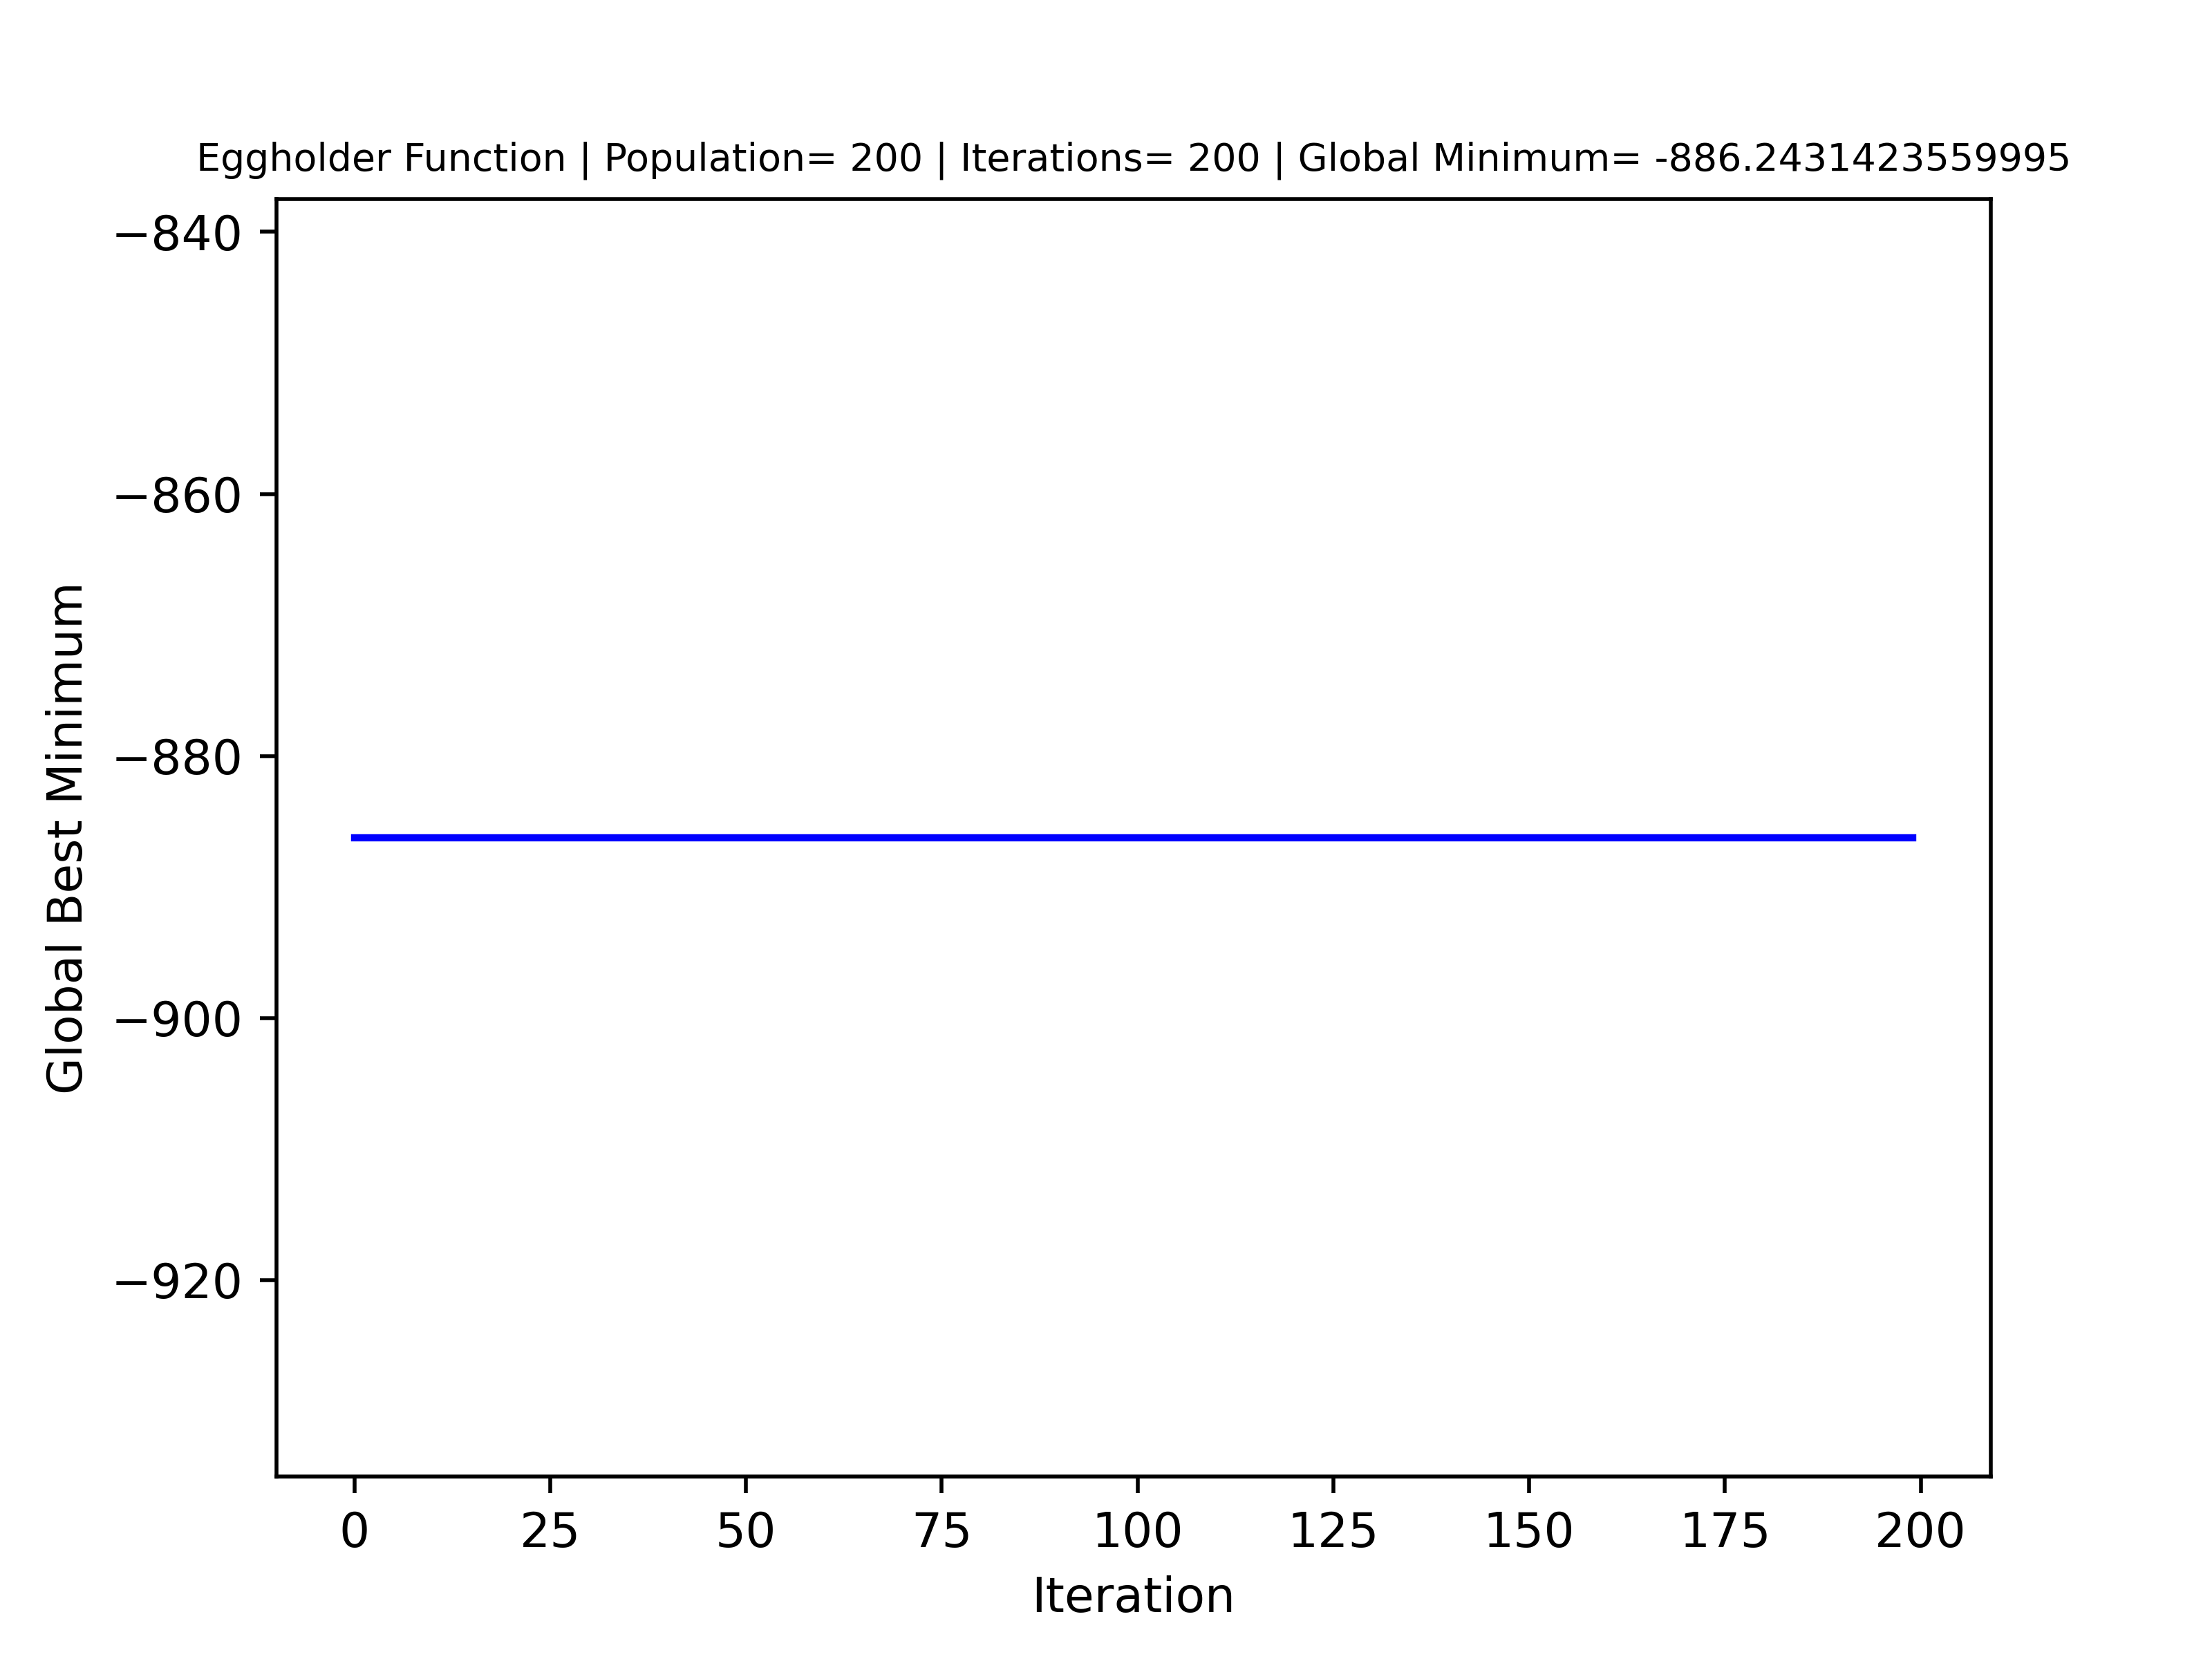 Eggholder Function | Population= 200 | Iterations= 200 | Global Minimum= -886.2431423559995
−840
−860
−880
−900
−920
Global Best Minimum
0 25 50 75 100 125 150 175 200
Iteration